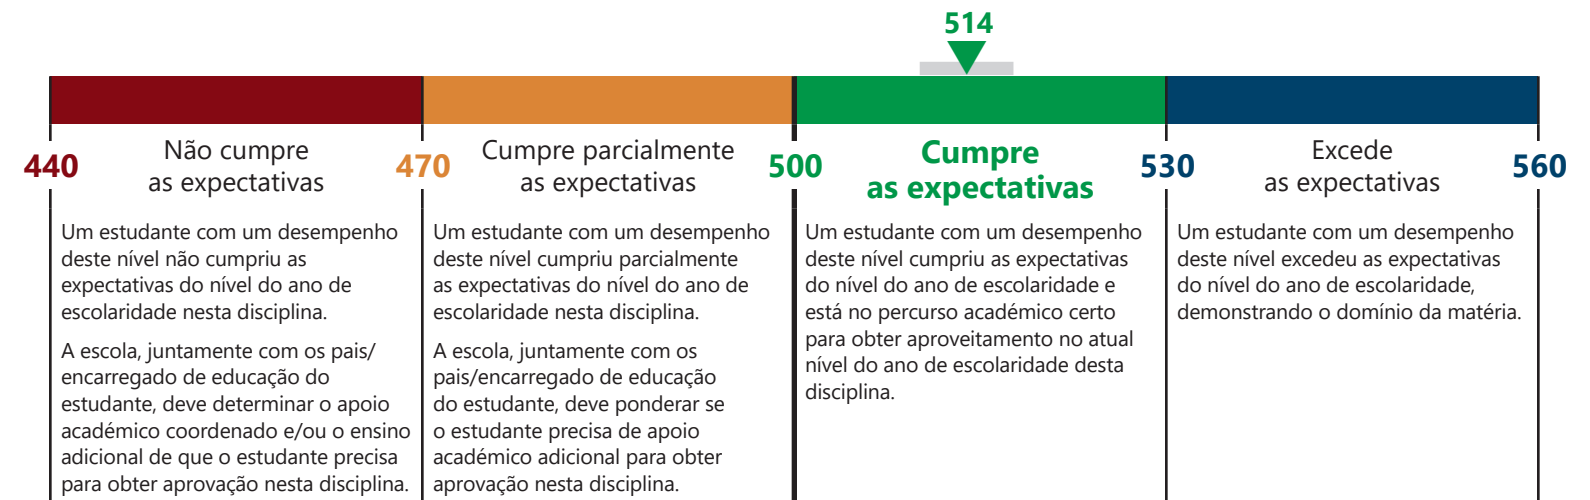 514
440
Não cumpre
as expectativas
470
Cumpre parcialmente
as expectativas
500
Cumpre
as expectativas
530
Excede
as expectativas
560
Um estudante com um desempenho
deste nível não cumpriu as
expectativas do nível do ano de
escolaridade nesta disciplina.
A escola, juntamente com os pais/
encarregado de educação do
estudante, deve determinar o apoio
académico coordenado e/ou o ensino
adicional de que o estudante precisa
para obter aprovação nesta disciplina.
Um estudante com um desempenho
deste nível cumpriu parcialmente
as expectativas do nível do ano de
escolaridade nesta disciplina.
A escola, juntamente com os
pais/encarregado de educação
do estudante, deve ponderar se
o estudante precisa de apoio
académico adicional para obter
aprovação nesta disciplina.
Um estudante com um desempenho
deste nível cumpriu as expectativas
do nível do ano de escolaridade e
está no percurso académico certo
para obter aproveitamento no atual
nível do ano de escolaridade desta
disciplina.
Um estudante com um desempenho
deste nível excedeu as expectativas
do nível do ano de escolaridade,
demonstrando o domínio da matéria.